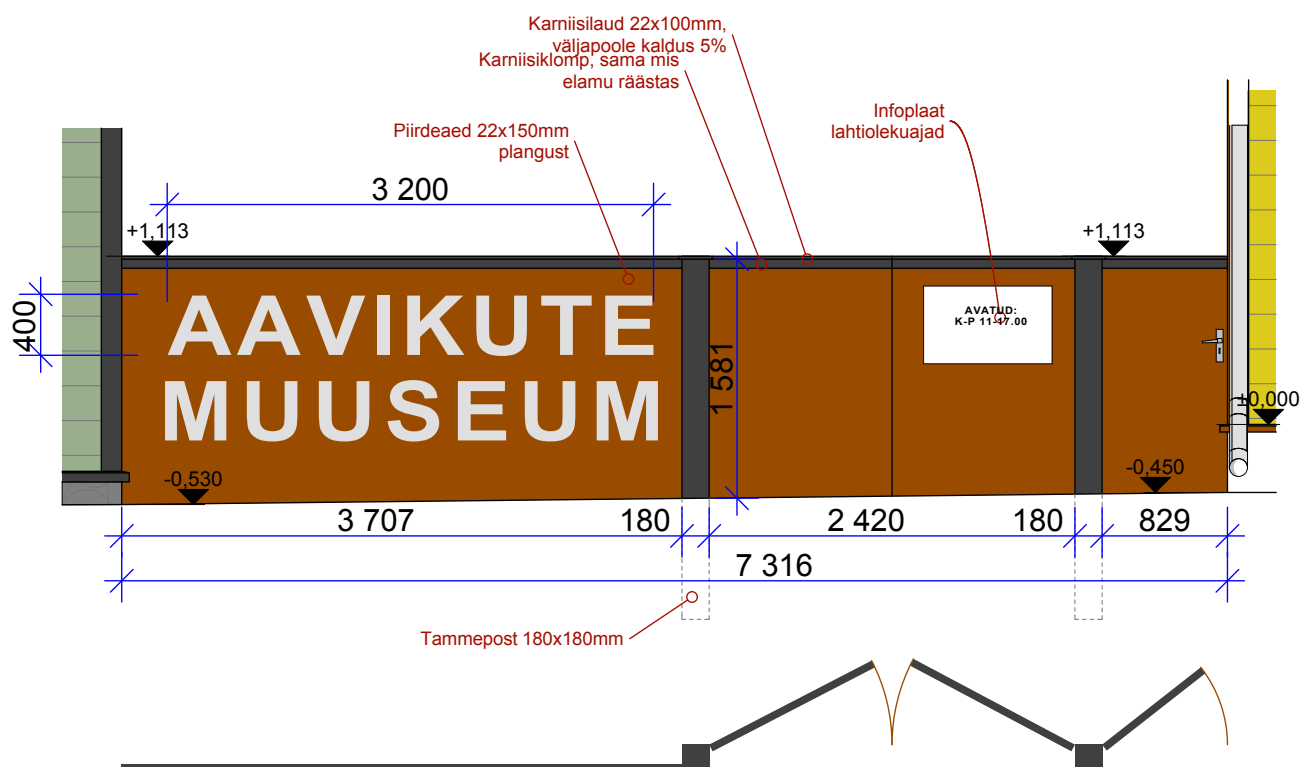 Karniisilaud 22x100mm,
väljapoole kaldus 5%
Karniisiklomp, sama mis
elamu räästas
Infoplaat
lahtiolekuajad
Piirdeaed 22x150mm
plangust
3 200
+1,113
+1,113
400
AAVIKUTE
MUUSEUM
1 581
AVATUD:
K-P 11-17.00
±0,000
-0,530
-0,450
3 707
180
2 420
180
829
7 316
Tammepost 180x180mm